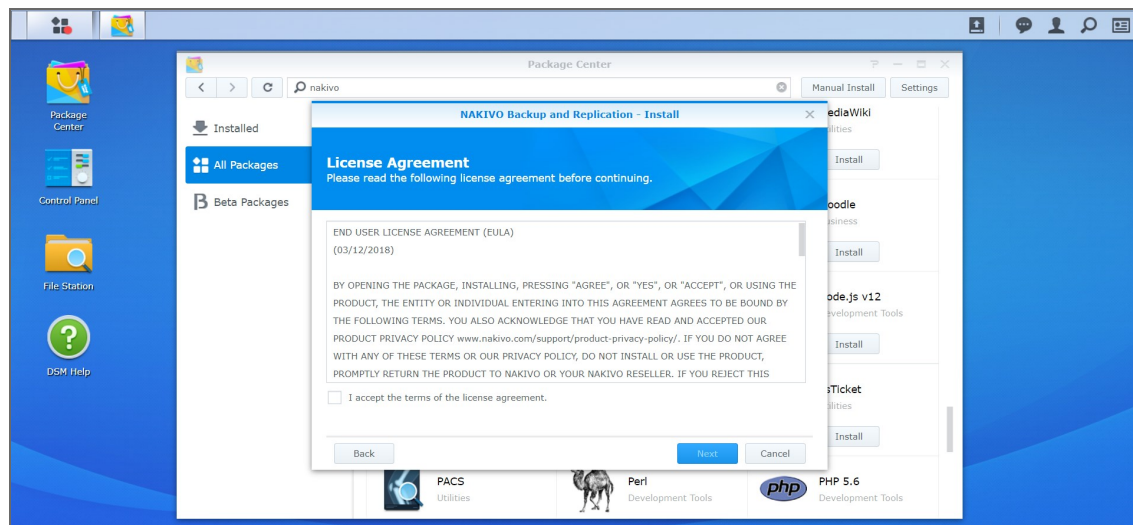 Package Center
nakivo
Manual Install
Settings
Package
Center
Control Panel
File Station
DSM Help
Installed
All Packages
Beta Packages
NAKIVO Backup and Replication - Install
License Agreement
Please read the following license agreement before continuing.
END USER LICENSE AGREEMENT (EULA)
(03/12/2018)
BY OPENING THE PACKAGE, INSTALLING, PRESSING "AGREE", OR "YES", OR "ACCEPT", OR USING THE
PRODUCT, THE ENTITY OR INDIVIDUAL ENTERING INTO THIS AGREEMENT AGREES TO BE BOUND BY
THE FOLLOWING TERMS. YOU ALSO ACKNOWLEDGE THAT YOU HAVE READ AND ACCEPTED OUR
PRODUCT PRIVACY POLICY www.nakivo.com/support/product-privacy-policy/. IF YOU DO NOT AGREE
WITH ANY OF THESE TERMS OR OUR PRIVACY POLICY, DO NOT INSTALL OR USE THE PRODUCT,
PROMPTLY RETURN THE PRODUCT TO NAKIVO OR YOUR NAKIVO RESELLER. IF YOU REJECT THIS
I accept the terms of the license agreement.
Back
Next
Cancel
ediaWiki
ilities
Install
oodle
usiness
Install
ode.js v12
evelopment Tools
Install
sTicket
ilities
Install
PACS
Utilities
Perl
Development Tools
php
PHP 5.6
Development Tools